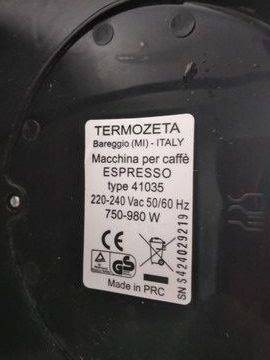 TERMOZETA
Bareggio (MI) - ITALY
Macchina per caffè
ESPRESSO
type 41035
220-240 Vac 50/60 Hz
750-980 W
CE
GS
Made in PRC
SN S424029219